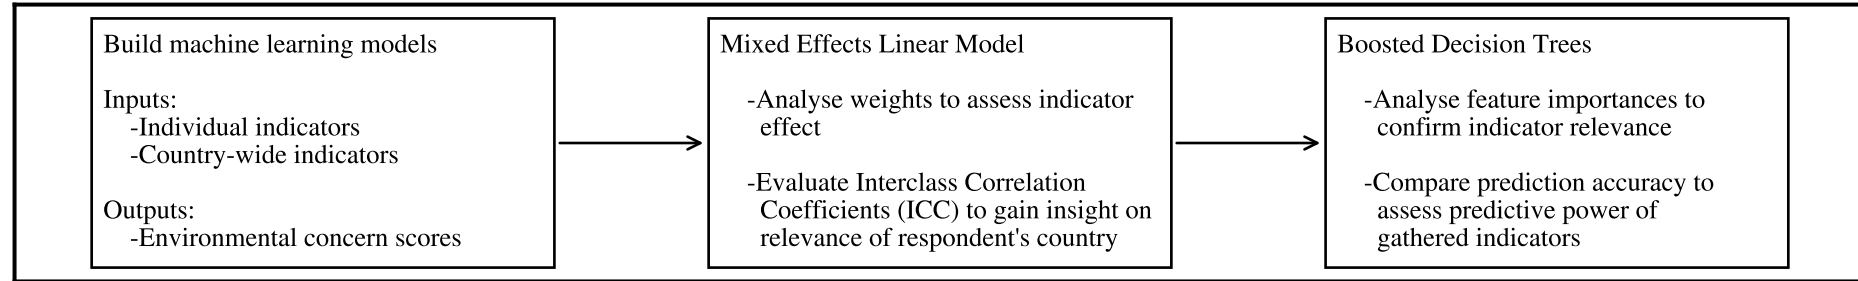 Build machine learning models
Inputs:
-Individual indicators
-Country-wide indicators
Outputs:
-Environmental concern scores
Mixed Effects Linear Model
-Analyse weights to assess indicator
effect
-Evaluate Interclass Correlation
Coefficients (ICC) to gain insight on
relevance of respondent's country
Boosted Decision Trees
-Analyse feature importances to
confirm indicator relevance
-Compare prediction accuracy to
assess predictive power of
gathered indicators